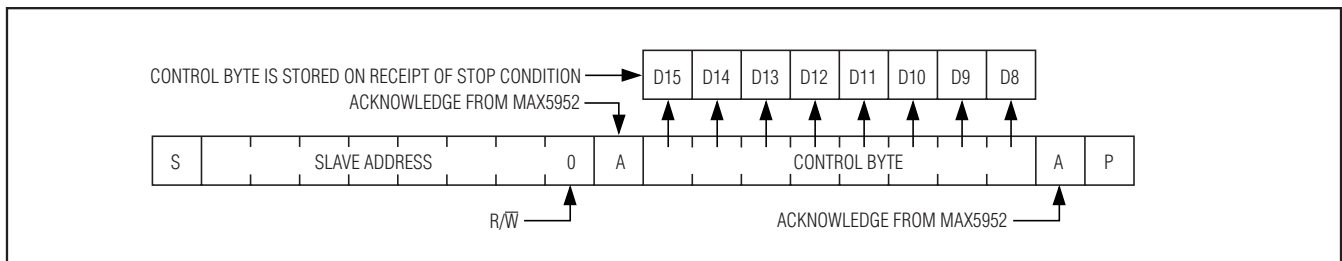 CONTROL BYTE IS STORED ON RECEIPT OF STOP CONDITION D15 D14 D13 D12 D11 D10 D9 D8
ACKNOWLEDGE FROM MAX5952
S SLAVE ADDRESS 0 A CONTROL BYTE A P
R/W̅ ACKNOWLEDGE FROM MAX5952